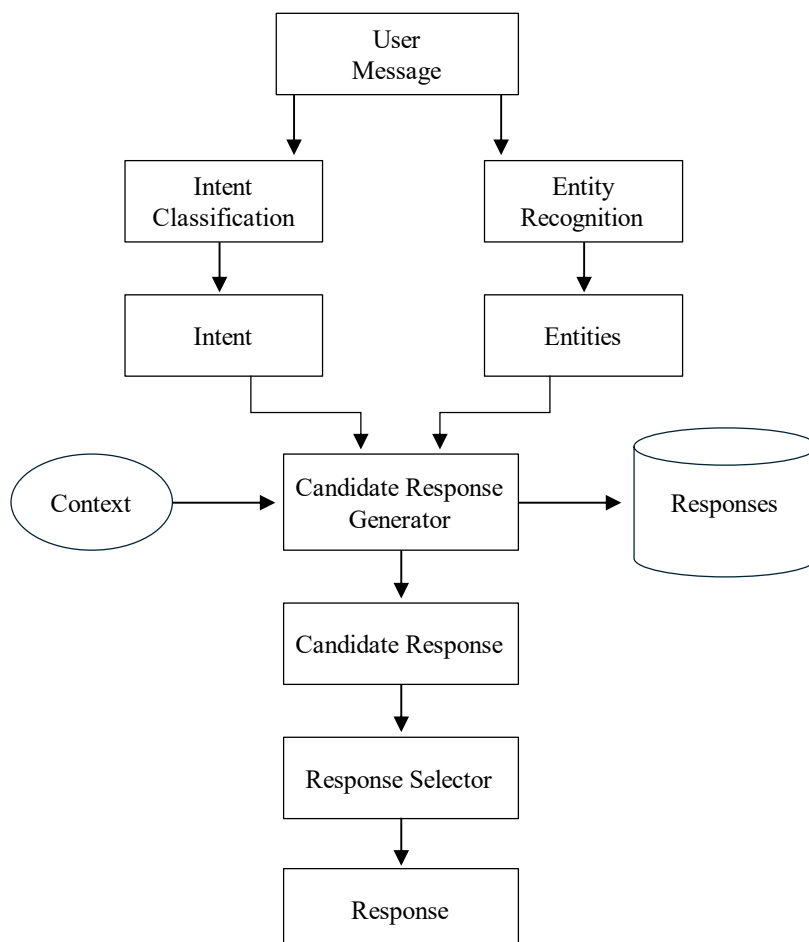 User
Message
Intent
Classification
Entity
Recognition
Intent
Entities
Context
Candidate Response
Generator
Responses
Candidate Response
Response Selector
Response